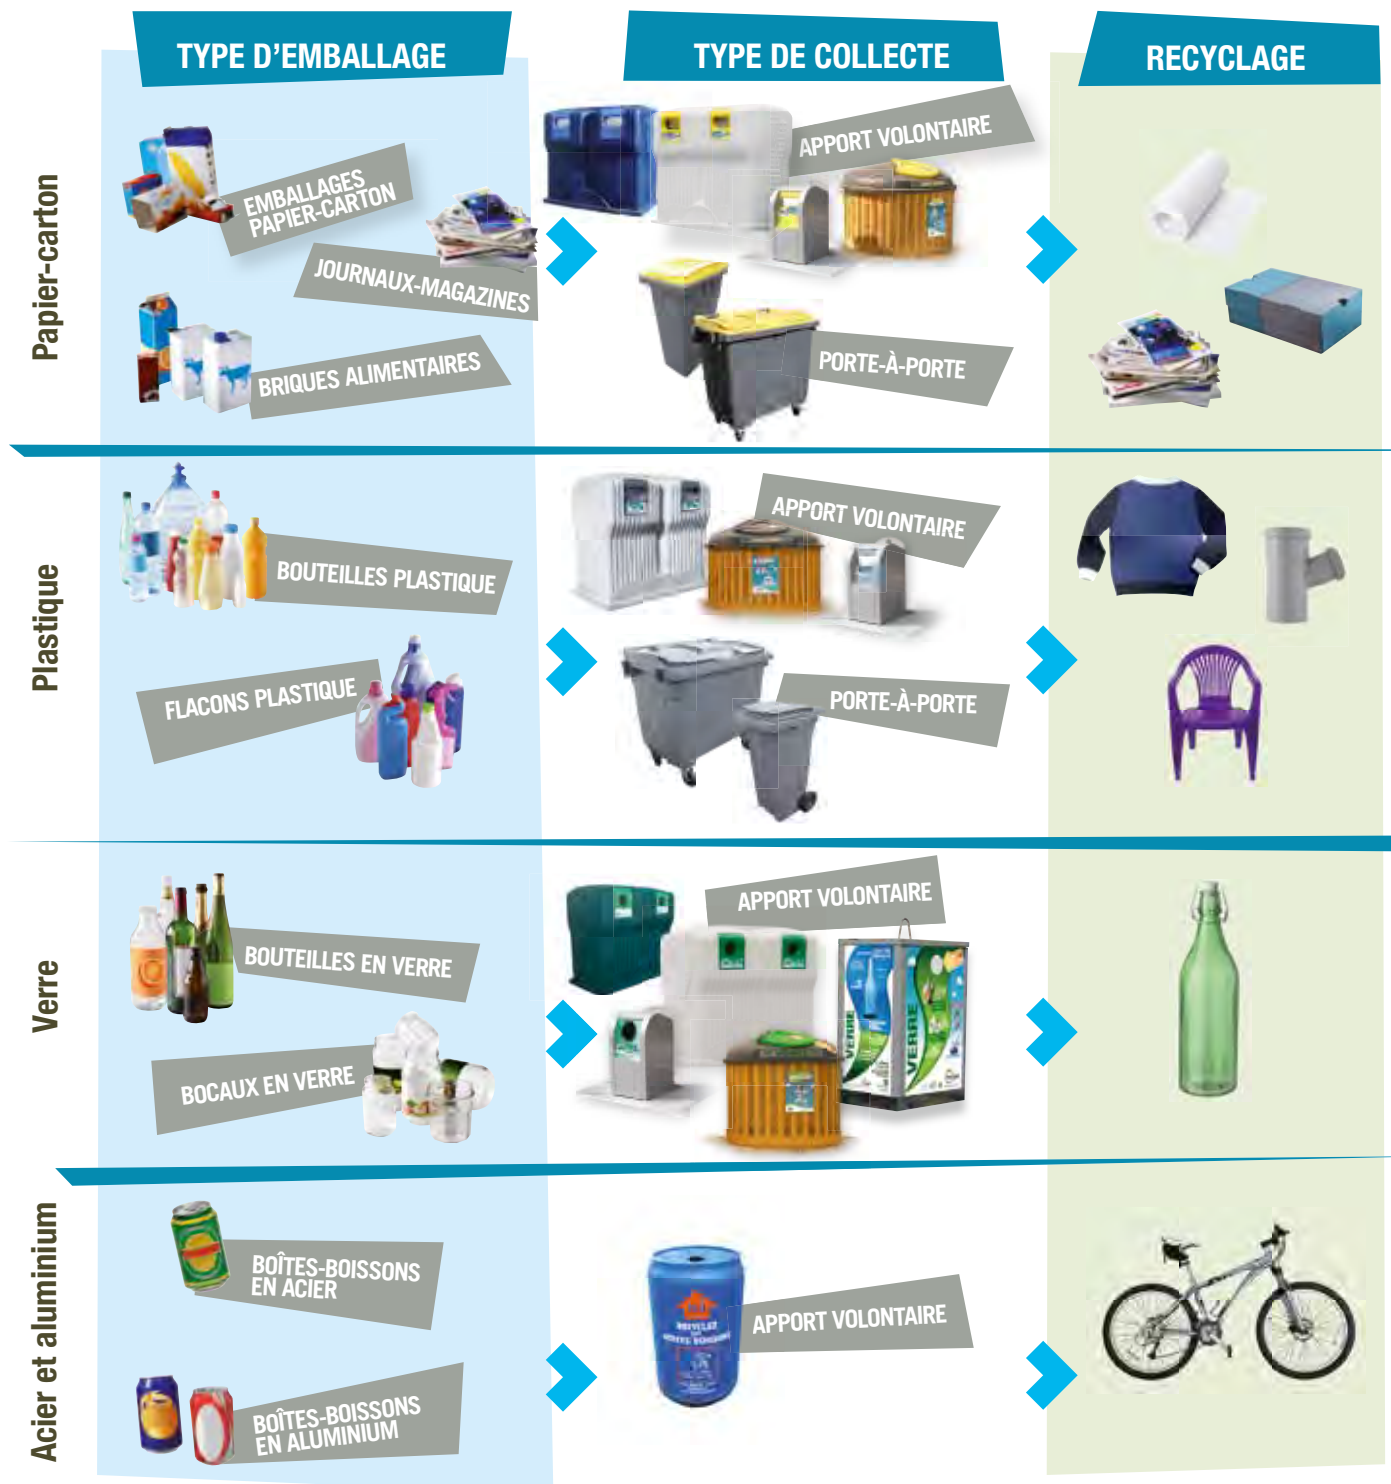 TYPE D'EMBALLAGE
TYPE DE COLLECTE
RECYCLAGE
Papier-carton
EMBALLAGES
PAPIER-CARTON
JOURNAUX-MAGAZINES
BRIQUES ALIMENTAIRES
APPORT VOLONTAIRE
PORTE-À-PORTE
Plastique
BOUTEILLES PLASTIQUE
FLACONS PLASTIQUE
APPORT VOLONTAIRE
PORTE-À-PORTE
Verre
BOUTEILLES EN VERRE
BOCAUX EN VERRE
APPORT VOLONTAIRE
VERRE
VERRE
Acier et aluminium
BOÎTES-BOISSONS
EN ACIER
BOÎTES-BOISSONS
EN ALUMINIUM
APPORT VOLONTAIRE